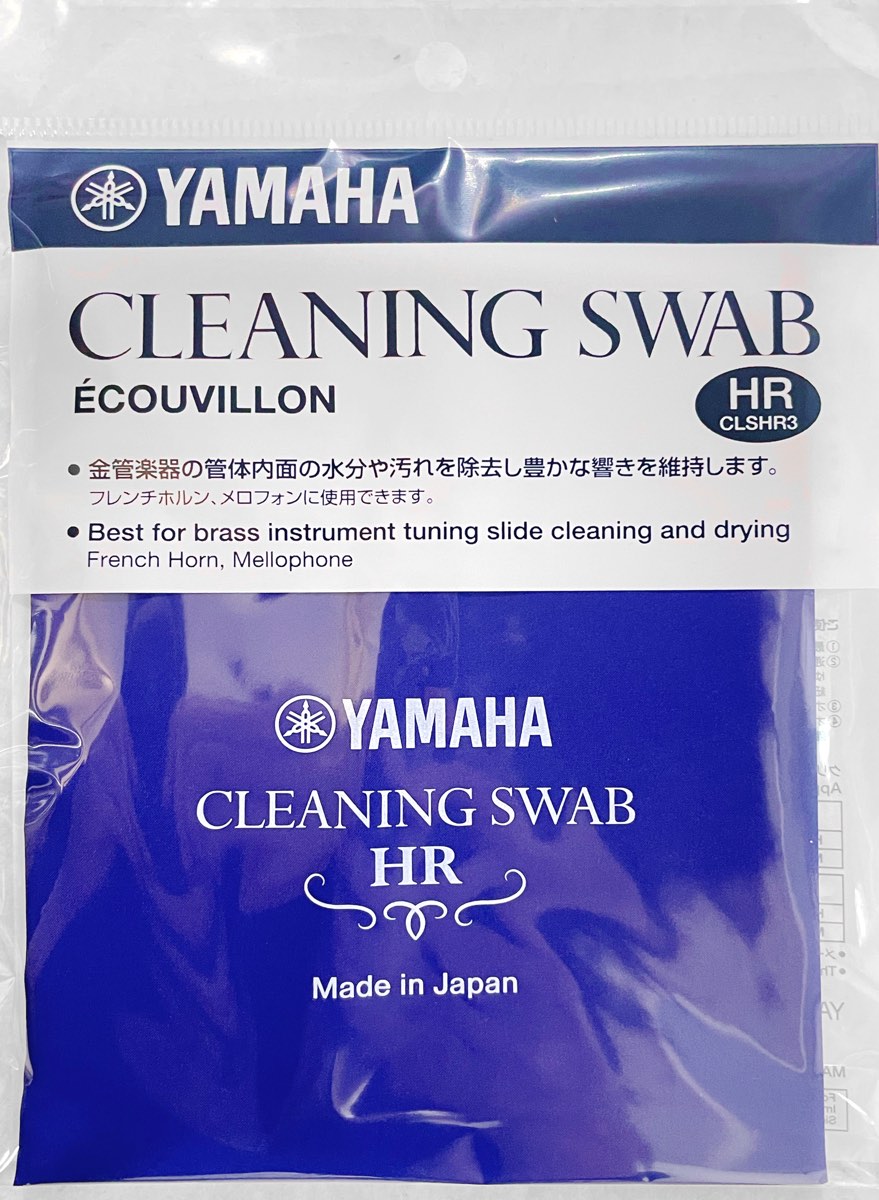 YAMAHA
CLEANING SWAB
ÉCOUVILLON
HR
CLSHR3
● 金管楽器の管体内面の水分や汚れを除去し豊かな響きを維持します。
フレンチホルン、メロフォンに使用できます。
● Best for brass instrument tuning slide cleaning and drying
French Horn, Mellophone
YAMAHA
CLEANING SWAB
HR
Made in Japan